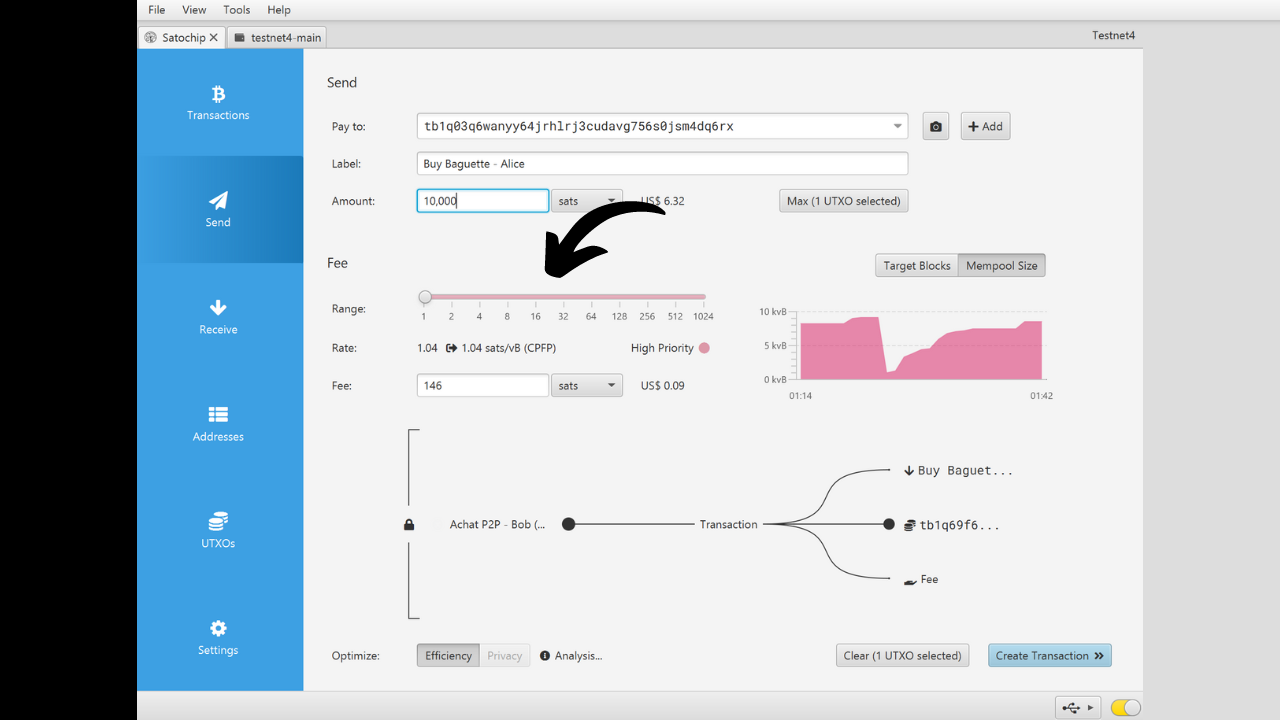 File View Tools Help
Satochip testnet4-main Testnet4
Transactions
Send
Receive
Addresses
UTXOs
Settings
Send
Pay to: tb1q03q6wanyy64jrhlrj3cudavg756s0jsm4dq6rx Add
Label: Buy Baguette - Alice
Amount: 10,000 sats US$ 6.32 Max (1 UTXO selected)
Fee Target Blocks Mempool Size
Range: 1 2 4 8 16 32 64 128 256 512 1024
Rate: 1.04 1.04 sats/vB (CPFP) High Priority
Fee: 146 sats US$ 0.09
10 kvB
5 kvB
0 kvB
01:14 01:42
Buy Baguet...
Achat P2P - Bob (... Transaction tb1q69f6...
Fee
Optimize: Efficiency Privacy Analysis... Clear (1 UTXO selected) Create Transaction